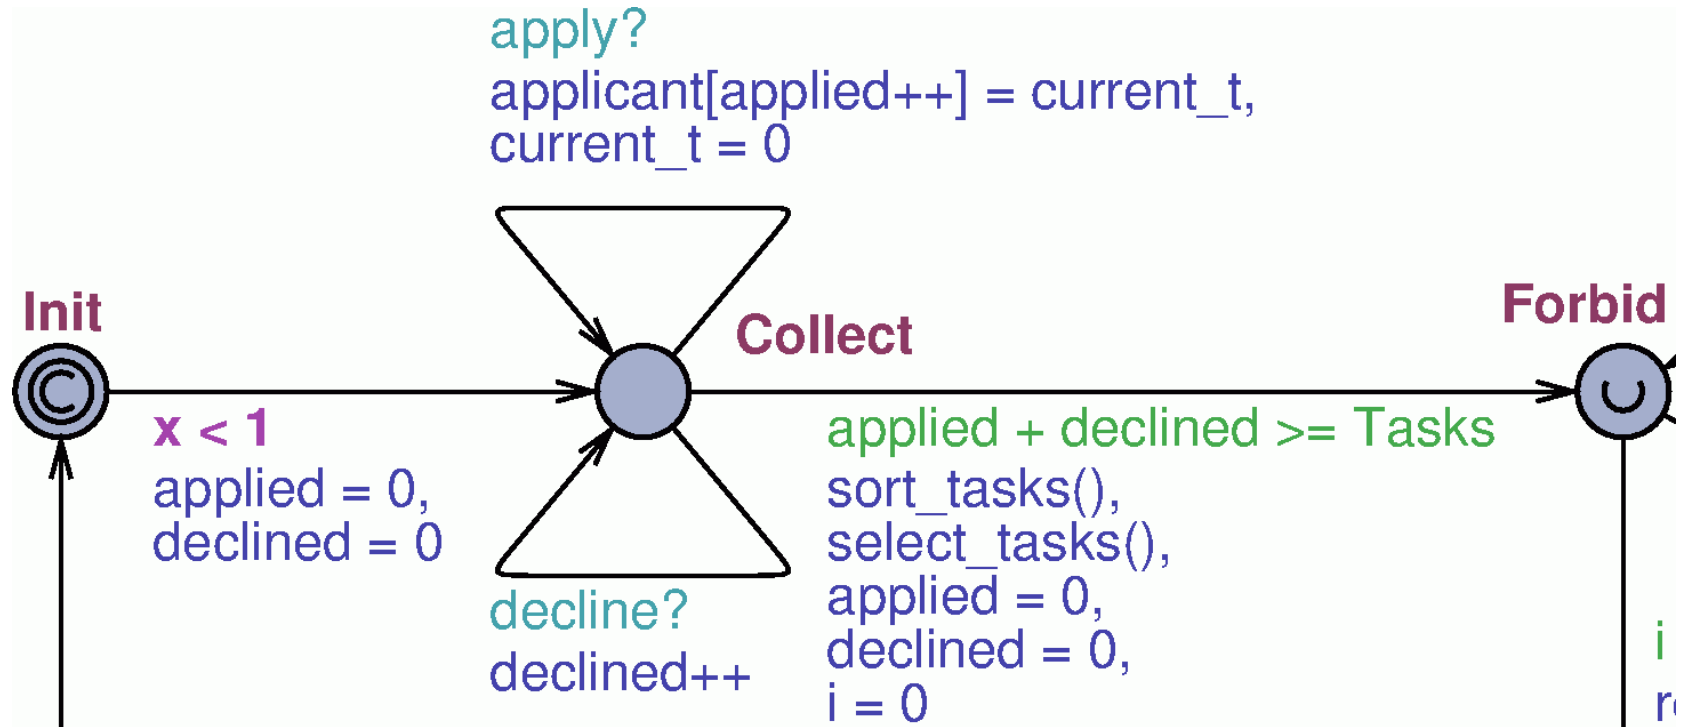 apply?
applicant[applied++] = current_t,
current_t = 0
Init
Collect
Forbid
x < 1
applied = 0,
declined = 0
applied + declined >= Tasks
sort_tasks(),
select_tasks(),
applied = 0,
declined = 0,
i = 0
decline?
declined++
i